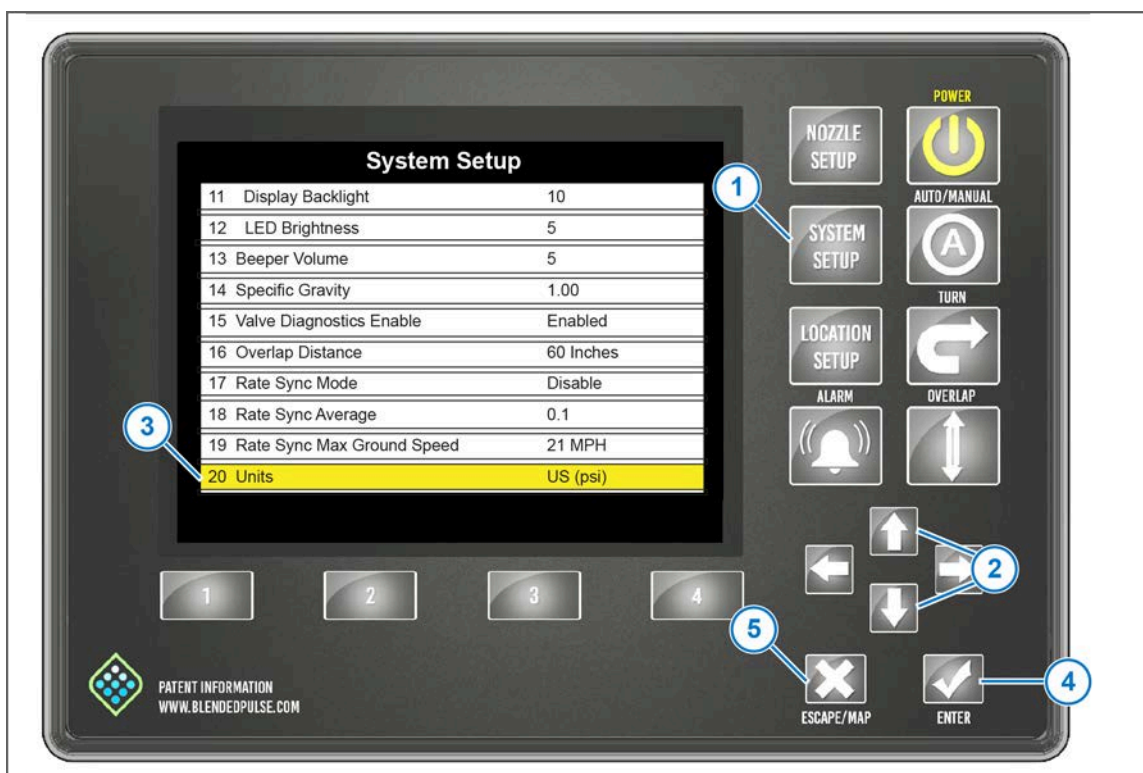 POWER
NOZZLE
SETUP
System Setup
1
AUTO/MANUAL
11 Display Backlight 10
12 LED Brightness 5
13 Beeper Volume 5
14 Specific Gravity 1.00
15 Valve Diagnostics Enable Enabled
16 Overlap Distance 60 Inches
17 Rate Sync Mode Disable
18 Rate Sync Average 0.1
19 Rate Sync Max Ground Speed 21 MPH
20 Units US (psi)
3
SYSTEM
SETUP
A
TURN
LOCATION
SETUP
ALARM
OVERLAP
2
1
2
3
4
5
4
PATENT INFORMATION
WWW.BLENDEDPULSE.COM
ESCAPE/MAP
ENTER